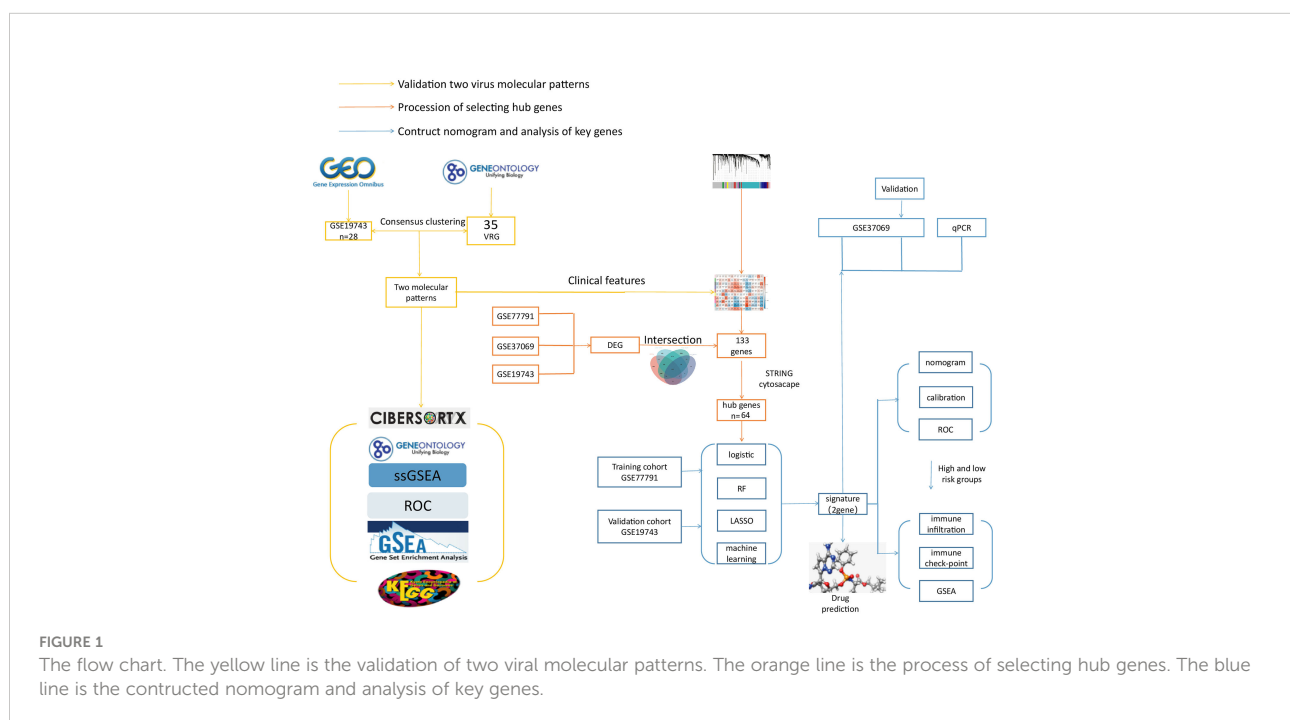 Validation two virus molecular patterns
Procession of selecting hub genes
Contruct nomogram and analysis of key genes
GEO
Gene Expression Omnibus
GENEONTOLOGY
Unifying Biology
GSE19743
n=28
Consensus clustering
35
VRG
Two molecular
patterns
Clinical features
GSE77791
GSE37069
GSE19743
DEG
Intersection
133
genes
STRING
cytosacape
hub genes
n=64
Validation
GSE37069
qPCR
CIBERSORTX
GENEONTOLOGY
Unifying Biology
ssGSEA
ROC
GSEA
Gene Set Enrichment Analysis
KEGG
Training cohort
GSE77791
Validation cohort
GSE19743
logistic
RF
LASSO
machine
learning
signature
(2gene)
Drug
prediction
nomogram
calibration
ROC
High and low
risk groups
immune
infiltration
immune
check-point
GSEA
FIGURE 1
The flow chart. The yellow line is the validation of two viral molecular patterns. The orange line is the process of selecting hub genes. The blue
line is the contructed nomogram and analysis of key genes.